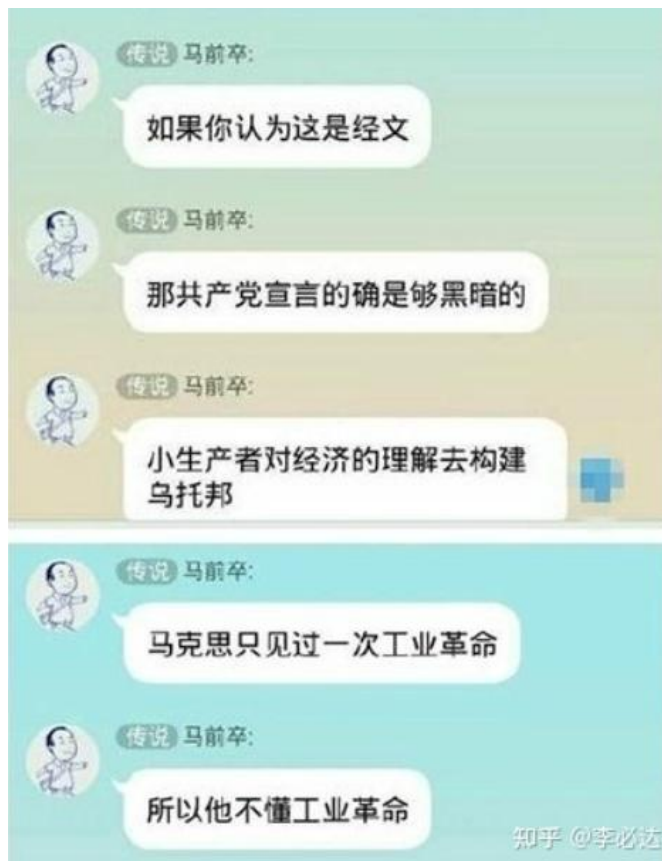 传说 马前卒:
如果你认为这是经文
传说 马前卒:
那共产党宣言的确是够黑暗的
传说 马前卒:
小生产者对经济的理解去构建
乌托邦
传说 马前卒:
马克思只见过一次工业革命
传说 马前卒:
所以他不懂工业革命
知乎 @李必达